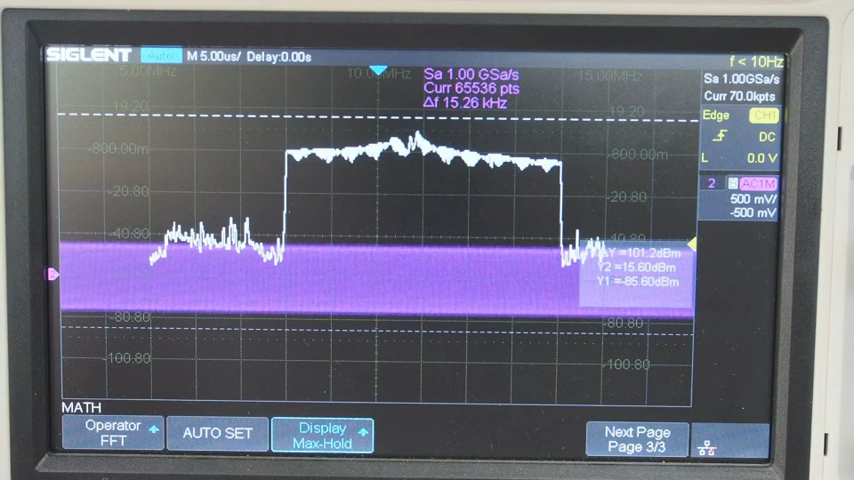 SIGLENT Auto M 5.00us/ Delay:0.00s f < 10Hz
5.00MHz 10.00MHz 15.00MHz
Sa 1.00 GSa/s
Curr 65536 pts
Δf 15.26 kHz
Sa 1.00GSa/s
Curr 70.0kpts
Edge CH1
DC
L 0.0 V
2 B AC1M
500 mV/
-500 mV
19.20 19.20
-800.00m -800.00m
-20.80 -20.80
-40.80
ΔY =101.2dBm
Y2 =15.60dBm
Y1 =-85.60dBm
-80.80 -80.80
-100.80 -100.80
MATH
Operator
FFT
AUTO SET
Display
Max-Hold
Next Page
Page 3/3